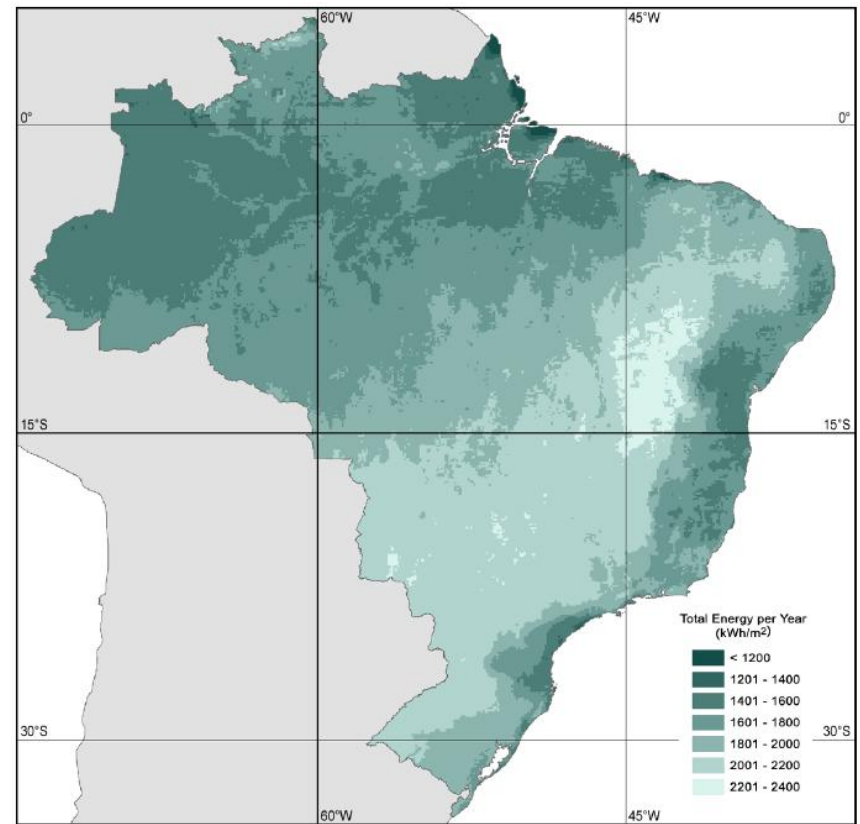 60°W
45°W
0°
0°
15°S
15°S
Total Energy per Year
(kWh/m²)
< 1200
1201 - 1400
1401 - 1600
1601 - 1800
1801 - 2000
2001 - 2200
2201 - 2400
30°S
30°S
60°W
45°W